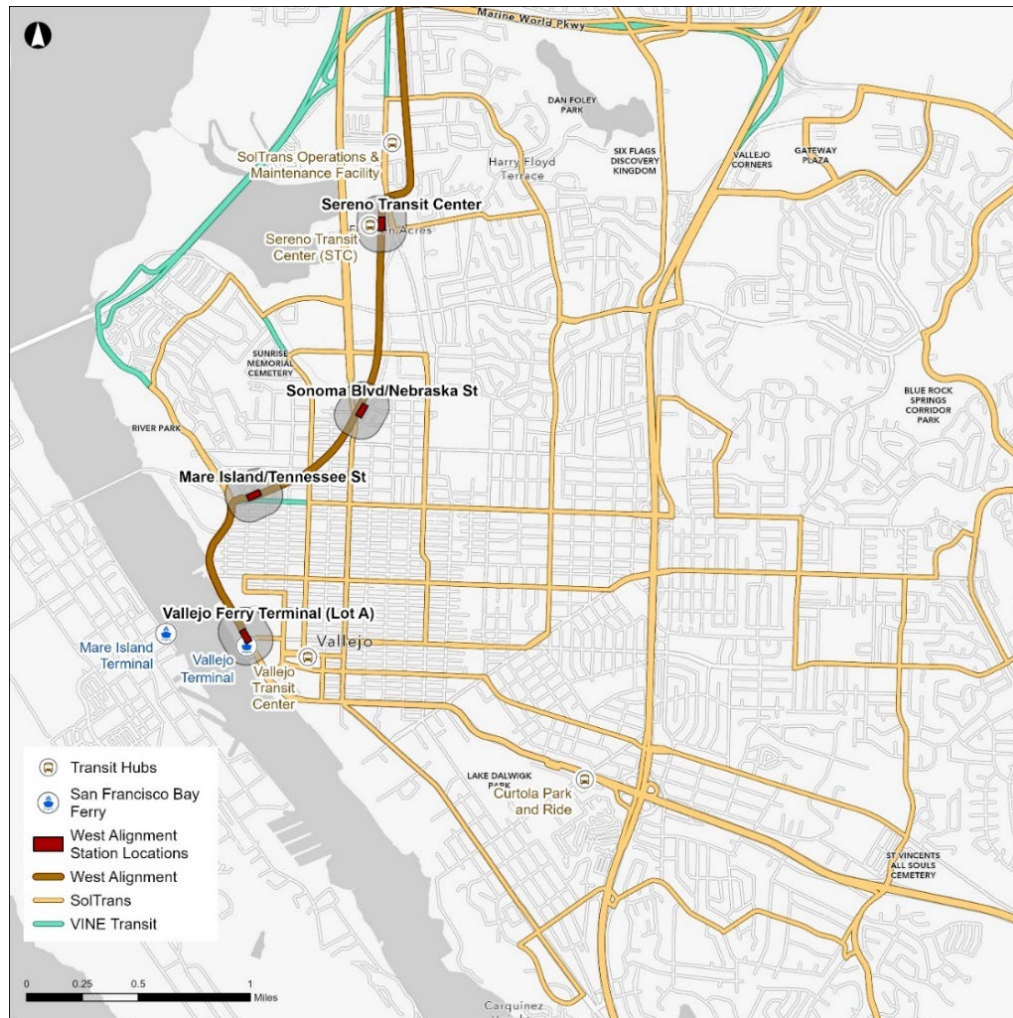 Marine World Pkwy
DAN FOLEY
PARK
SolTrans Operations &
Maintenance Facility
Harry Floyd
Terrace
SIX FLAGS
DISCOVERY
KINGDOM
VALLEJO
CORNERS
GATEWAY
PLAZA
Sereno Transit Center
Acres
Sereno Transit
Center (STC)
SUNRISE
MEMORIAL
CEMETERY
Sonoma Blvd/Nebraska St
BLUE ROCK
SPRINGS
CORRIDOR
PARK
RIVER PARK
Mare Island/Tennessee St
Vallejo Ferry Terminal (Lot A)
Mare Island
Terminal
Vallejo
Terminal
Vallejo
Vallejo
Transit
Center
LAKE DALWIGK
PARK
Curtola Park
and Ride
ST VINCENTS
ALL SOULS
CEMETERY
Transit Hubs
San Francisco Bay
Ferry
West Alignment
Station Locations
West Alignment
SolTrans
VINE Transit
0 0.25 0.5 1
Miles
Carquinez